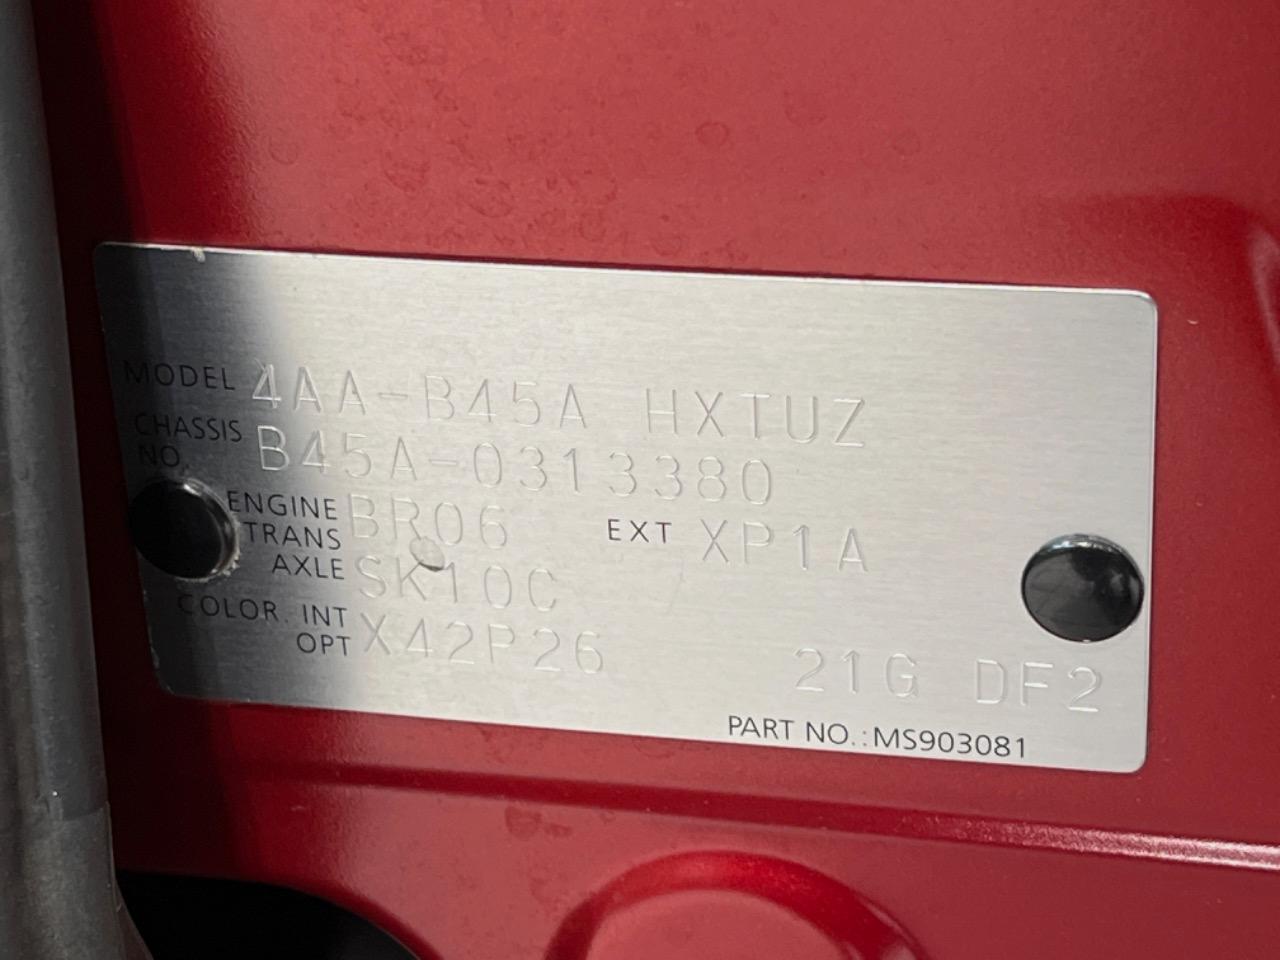 MODEL 4AA-B45A HXTUZ
CHASSIS NO. B45A-0313380
ENGINE BR06 EXT XP1A
TRANS AXLE SK10C
COLOR. INT OPT X42P26 21G DF2
PART NO.:MS903081